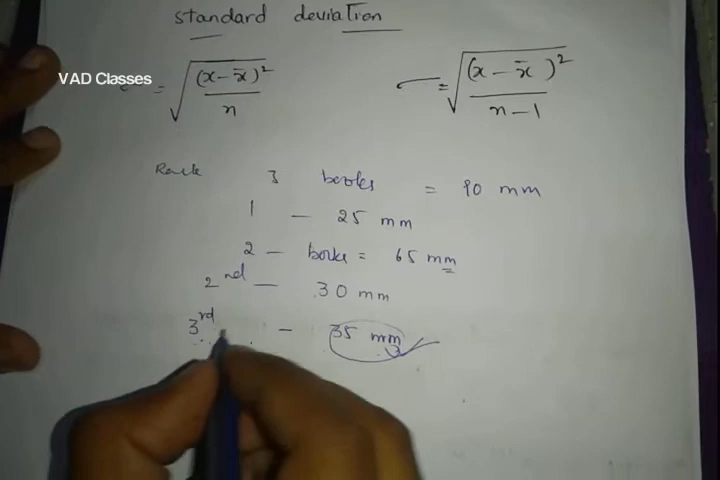 standard deviation
VAD Classes
= √(x-x̄)²/n
σ = √(x-x̄)²/n-1
Rack 3 books = 90 mm
1 - 25 mm
2 - books = 65 mm
2nd - 30 mm
3rd - 35 mm